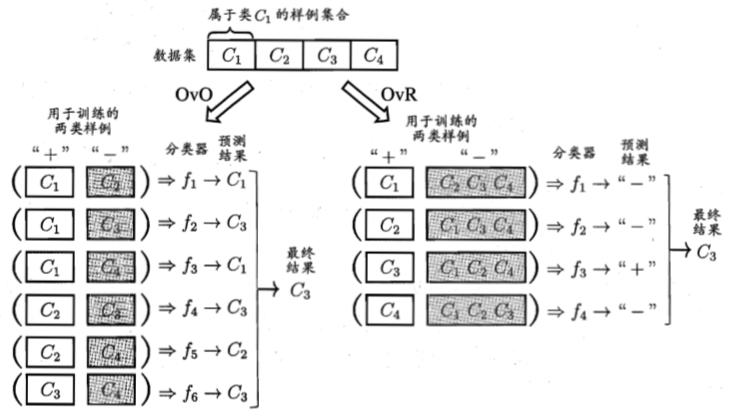 属于类C₁的样例集合
数据集 C₁ C₂ C₃ C₄
OvO
OvR
用于训练的
两类样例
“+” “−” 分类器 预测
结果
( C₁ C₂ ) ⇒ f₁ → C₁
( C₁ C₃ ) ⇒ f₂ → C₃
( C₁ C₄ ) ⇒ f₃ → C₁
( C₂ C₃ ) ⇒ f₄ → C₃
( C₂ C₄ ) ⇒ f₅ → C₂
( C₃ C₄ ) ⇒ f₆ → C₃
最终
结果
C₃
用于训练的
两类样例
“+” “−” 分类器 预测
结果
( C₁ C₂ C₃ C₄ ) ⇒ f₁ → “−”
( C₂ C₁ C₃ C₄ ) ⇒ f₂ → “−”
( C₃ C₁ C₂ C₄ ) ⇒ f₃ → “+”
( C₄ C₁ C₂ C₃ ) ⇒ f₄ → “−”
最终
结果
C₃